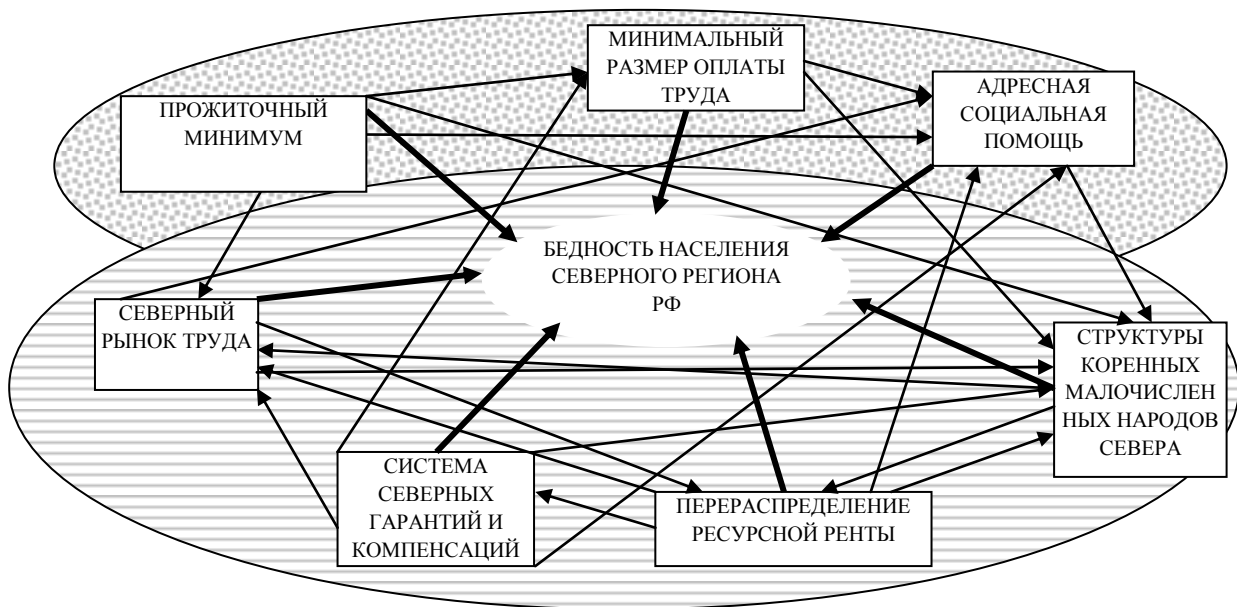 МИНИМАЛЬНЫЙ
РАЗМЕР ОПЛАТЫ
ТРУДА
АДРЕСНАЯ
СОЦИАЛЬНАЯ
ПОМОЩЬ
ПРОЖИТОЧНЫЙ
МИНИМУМ
БЕДНОСТЬ НАСЕЛЕНИЯ
СЕВЕРНОГО РЕГИОНА
РФ
СЕВЕРНЫЙ
РЫНОК ТРУДА
СТРУКТУРЫ
КОРЕННЫХ
МАЛОЧИСЛЕН
НЫХ НАРОДОВ
СЕВЕРА
СИСТЕМА
СЕВЕРНЫХ
ГАРАНТИЙ И
КОМПЕНСАЦИЙ
ПЕРЕРАСПРЕДЕЛЕНИЕ
РЕСУРСНОЙ РЕНТЫ